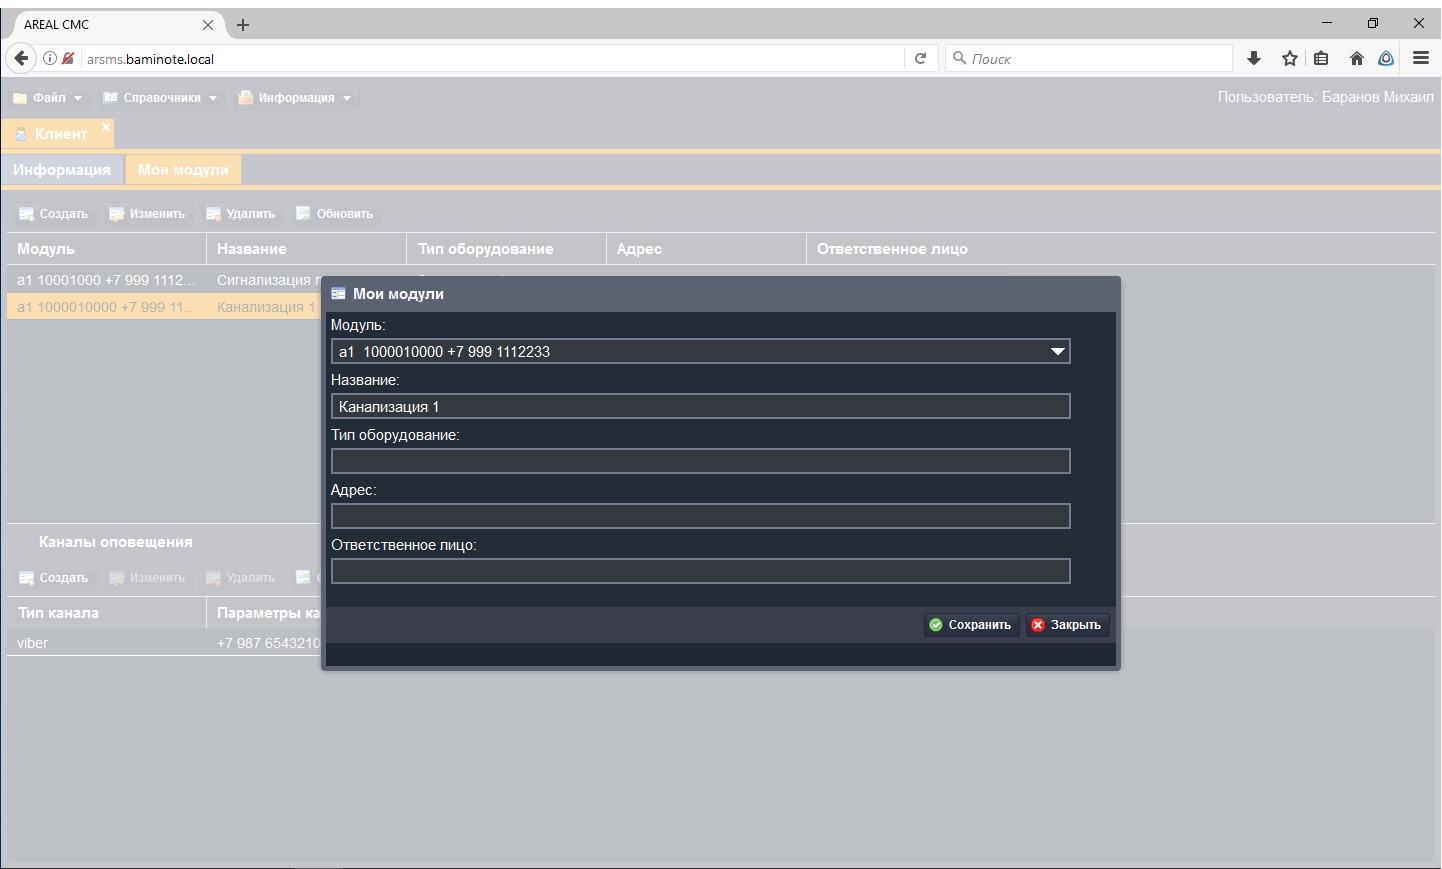 AREAL СМС
arsms.baminote.local
Поиск
Файл Справочники Информация Пользователь: Баранов Михаил
Клиент
Информация Мои модули
Создать Изменить Удалить Обновить
Модуль Название Тип оборудование Адрес Ответственное лицо
a1 10001000 +7 999 1112... Сигнализация
a1 1000010000 +7 999 11... Канализация 1
Мои модули
Модуль:
a1 1000010000 +7 999 1112233
Название:
Канализация 1
Тип оборудование:
Адрес:
Ответственное лицо:
Сохранить Закрыть
Каналы оповещения
Создать Изменить Удалить
Тип канала Параметры ка
viber +7 987 6543210